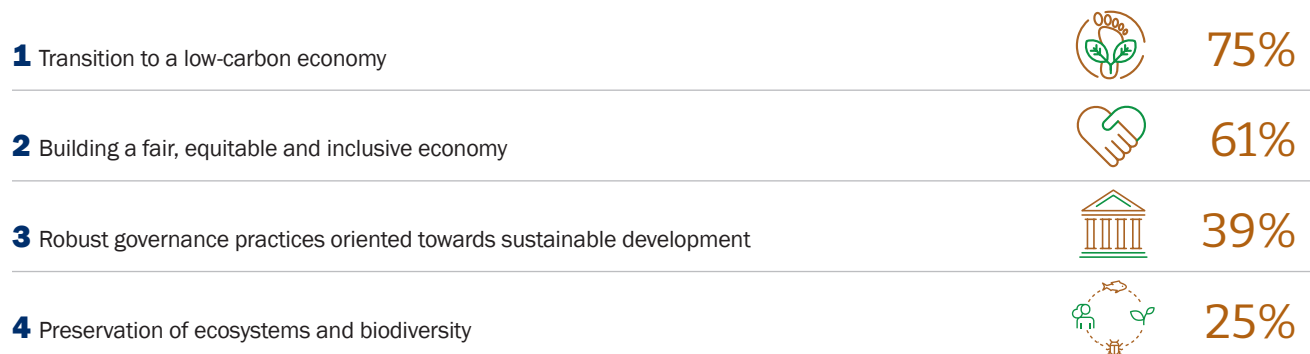 1 Transition to a low-carbon economy 75%
2 Building a fair, equitable and inclusive economy 61%
3 Robust governance practices oriented towards sustainable development 39%
4 Preservation of ecosystems and biodiversity 25%